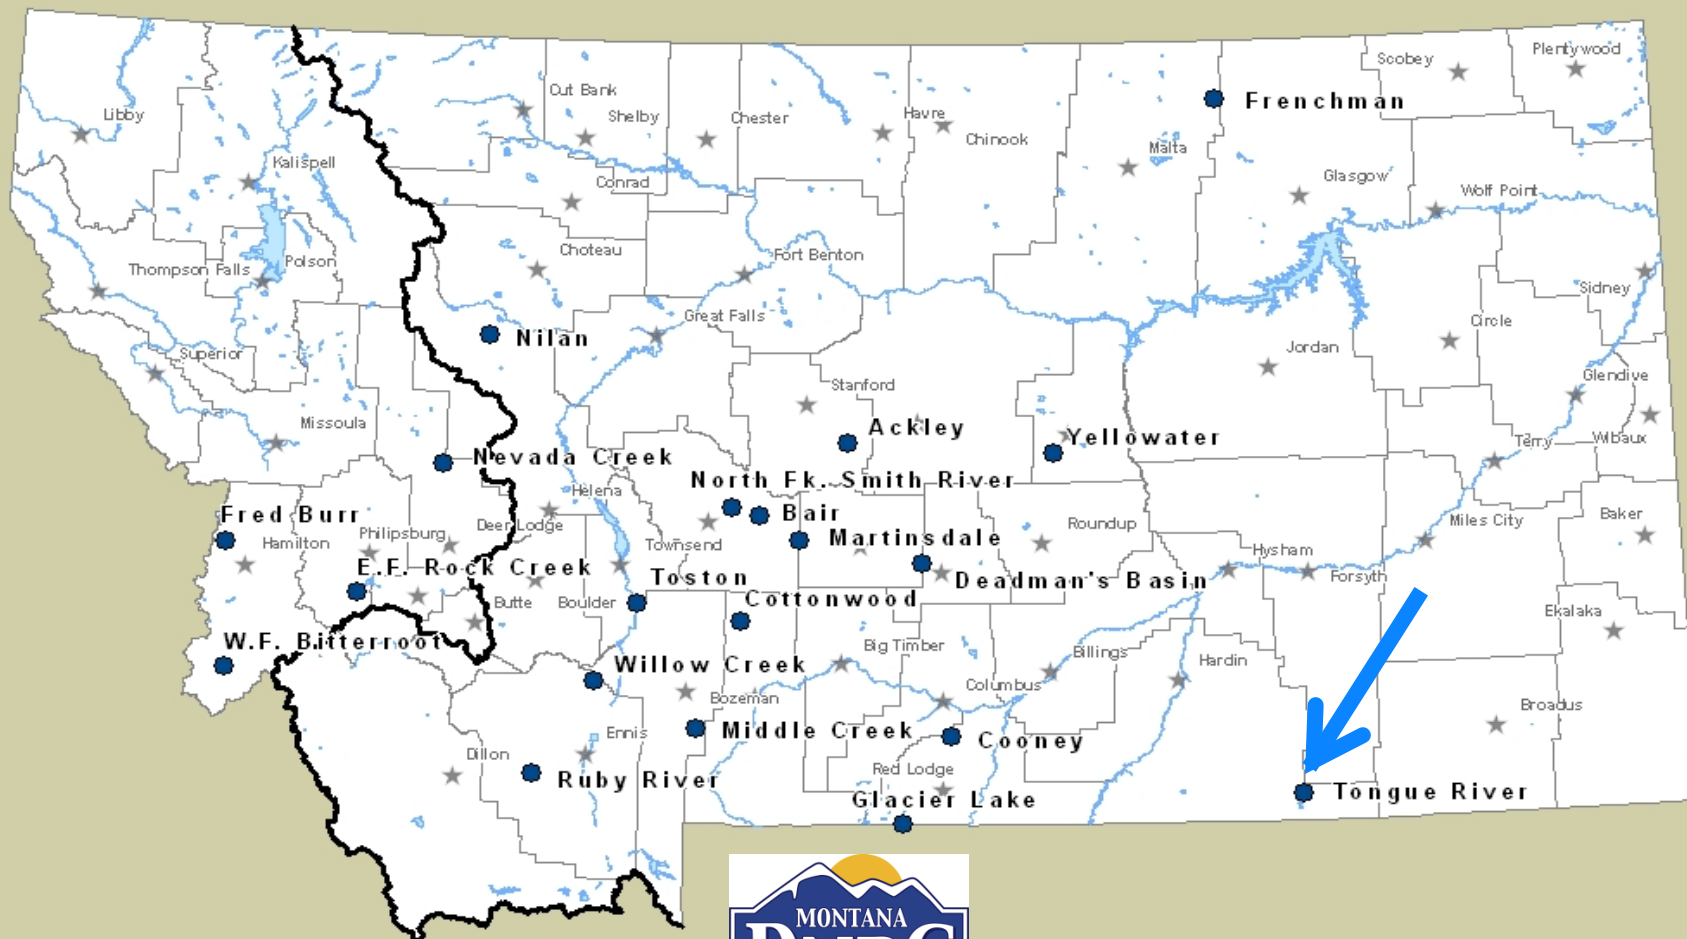 Plentywood
Scobey
Cut Bank
Frenchman
Libby
Shelby
Chester
Havre
Chinook
Malta
Kalispell
Glasgow
Conrad
Wolf Point
Choteau
Fort Benton
Thompson Falls
Polson
Sidney
Great Falls
Circle
Nilan
Jordan
Superior
Glendive
Stanford
Missoula
Ackley
Yellowater
Terry
Wibaux
Nevada Creek
North Fk. Smith River
Helena
Fred Burr
Bair
Miles City
Baker
Deer Lodge
Roundup
Philipsburg
Hamilton
Townsend
Martinsdale
Hysham
E.F. Rock Creek
Toston
Deadman's Basin
Forsyth
Butte
Boulder
Cottonwood
Ekalaka
W.F. Bitterroot
Big Timber
Billings
Willow Creek
Hardin
Columbus
Bozeman
Broadus
Ennis
Middle Creek
Cooney
Dillon
Red Lodge
Ruby River
Glacier Lake
Tongue River
MONTANA